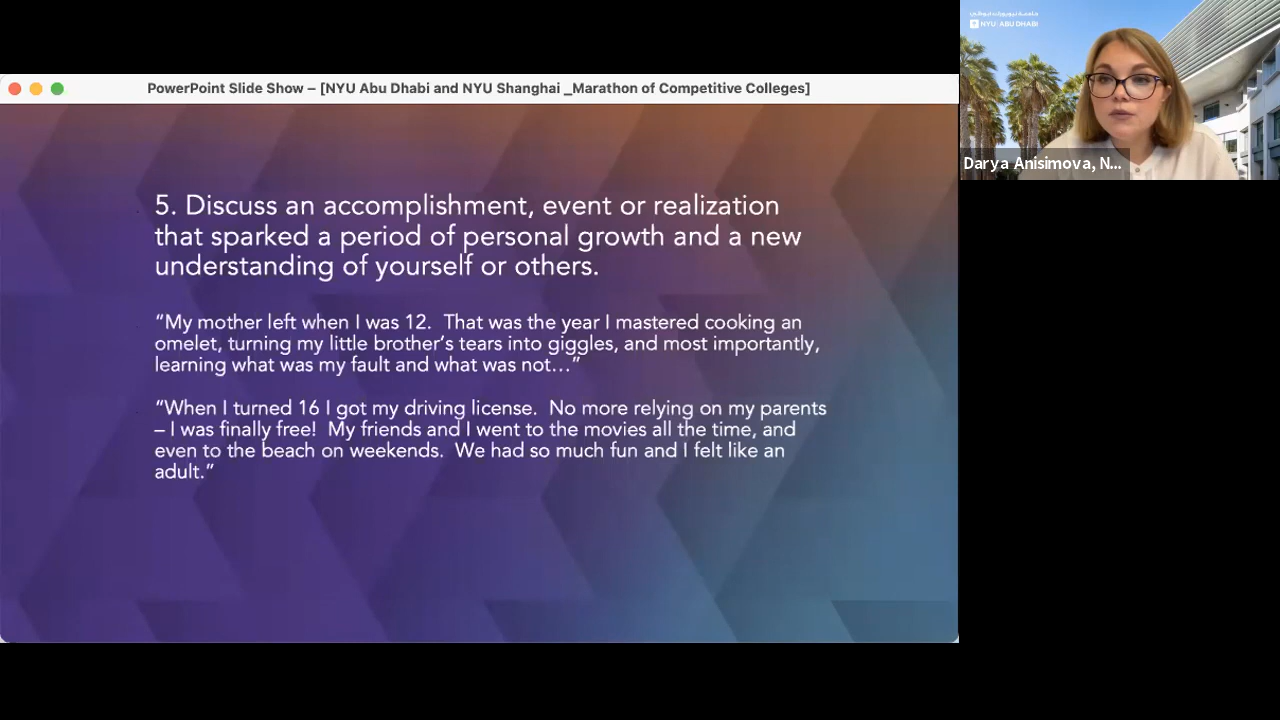 PowerPoint Slide Show – [NYU Abu Dhabi and NYU Shanghai _Marathon of Competitive Colleges]
5. Discuss an accomplishment, event or realization
that sparked a period of personal growth and a new
understanding of yourself or others.
“My mother left when I was 12.  That was the year I mastered cooking an
omelet, turning my little brother’s tears into giggles, and most importantly,
learning what was my fault and what was not…”
“When I turned 16 I got my driving license.  No more relying on my parents
– I was finally free!  My friends and I went to the movies all the time, and
even to the beach on weekends.  We had so much fun and I felt like an
adult.”
NYU ABU DHABI
Darya Anisimova, N...